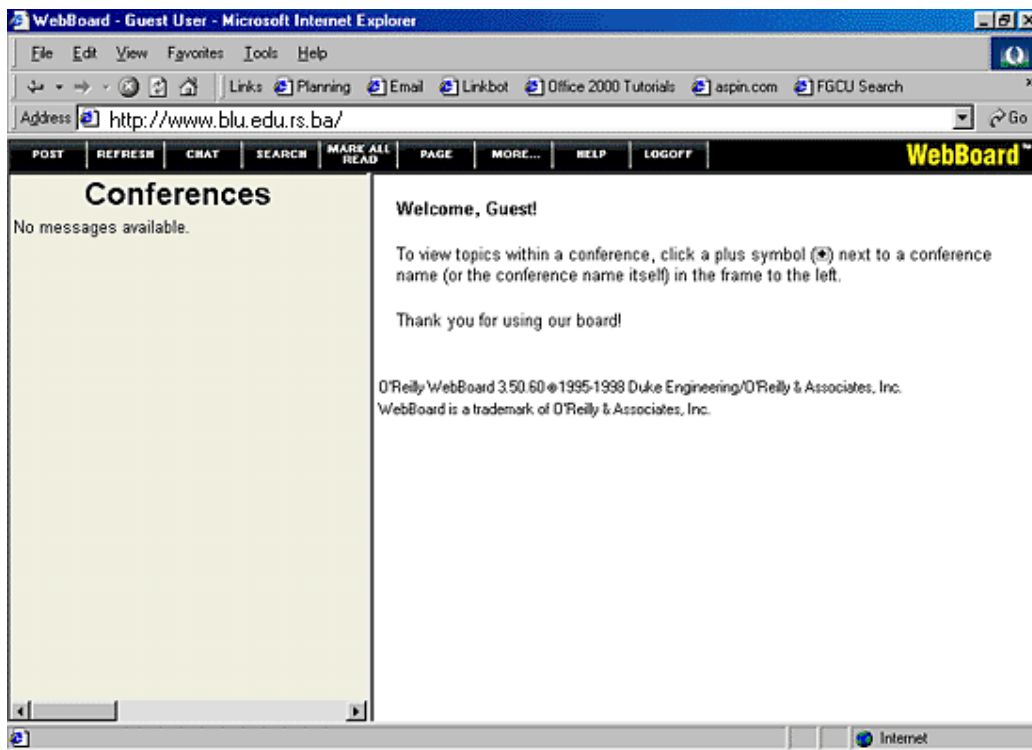 WebBoard - Guest User - Microsoft Internet Explorer
File Edit View Favorites Tools Help
Links Planning Email Linkbot Office 2000 Tutorials aspin.com FGCU Search
Address http://www.blu.edu.rs.ba/ Go
POST REFRESH CHAT SEARCH MARK ALL READ PAGE MORE... HELP LOGOFF WebBoard™
Conferences
No messages available.
Welcome, Guest!
To view topics within a conference, click a plus symbol (+) next to a conference
name (or the conference name itself) in the frame to the left.
Thank you for using our board!
O'Reilly WebBoard 3.50.60 ©1995-1998 Duke Engineering/O'Reilly & Associates, Inc.
WebBoard is a trademark of O'Reilly & Associates, Inc.
Internet